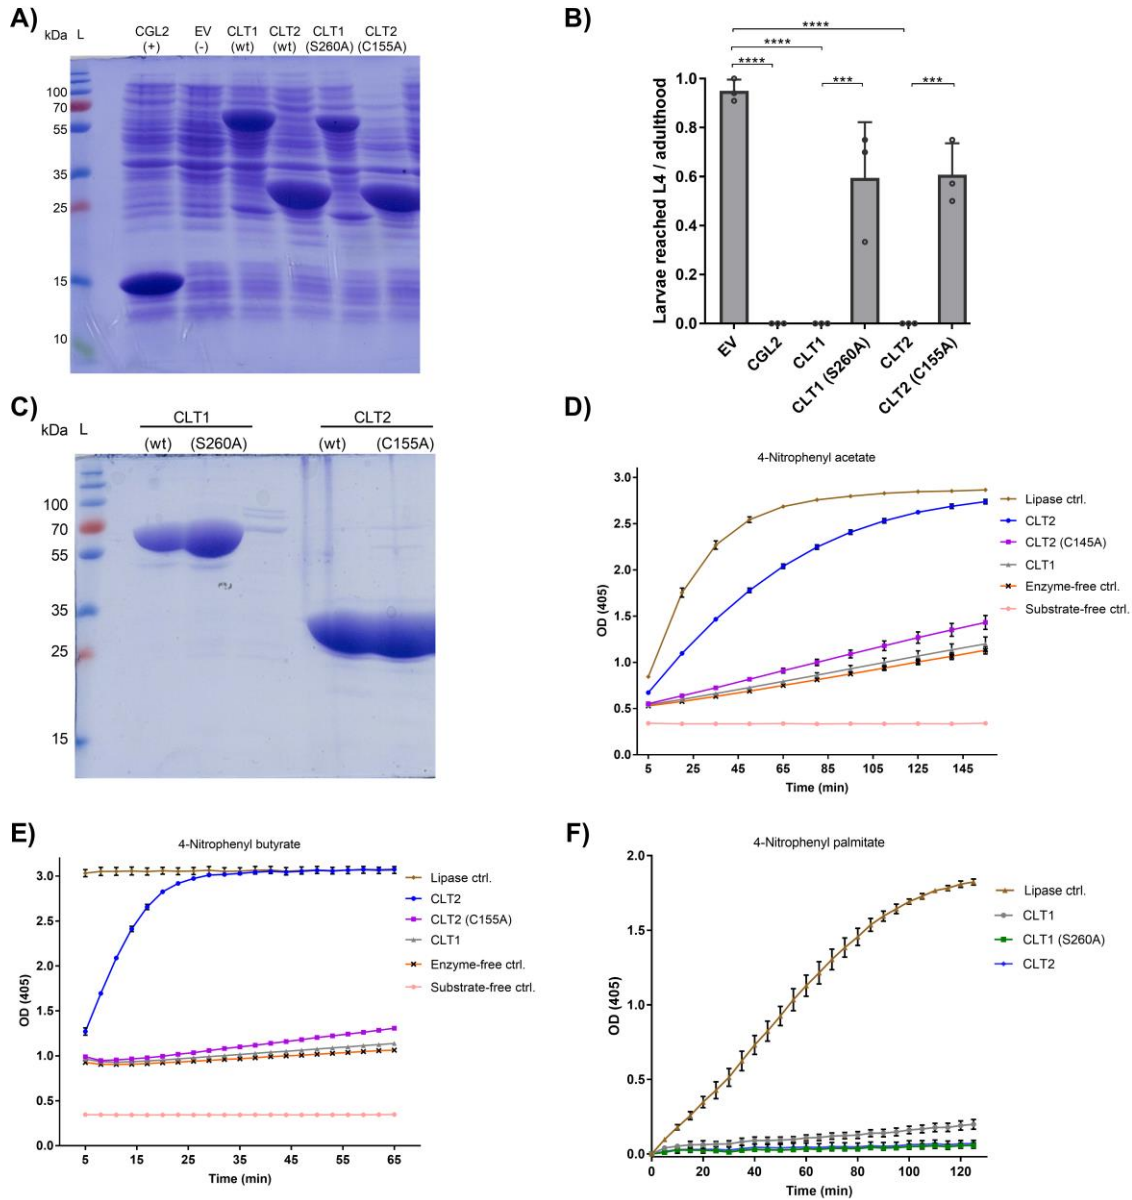 A)
kDa L CGL2 EV CLT1 CLT2 CLT1 CLT2
(+) (-) (wt) (wt) (S260A) (C155A)
100
70
55
35
25
15
10
B)
**** 
****
**** *** ***
Larvae reached L4 / adulthood
1.0
0.8
0.6
0.4
0.2
0.0
EV
CGL2
CLT1
CLT1 (S260A)
CLT2
CLT2 (C155A)
C)
CLT1 CLT2
kDa L (wt) (S260A) (wt) (C155A)
100
70
55
35
25
15
D)
4-Nitrophenyl acetate
OD (405)
3.0
2.5
2.0
1.5
1.0
0.5
0.0
5 25 45 65 85 105 125 145
Time (min)
Lipase ctrl.
CLT2
CLT2 (C145A)
CLT1
Enzyme-free ctrl.
Substrate-free ctrl.
E)
4-Nitrophenyl butyrate
OD (405)
3.0
2.5
2.0
1.5
1.0
0.5
0.0
5 15 25 35 45 55 65
Time (min)
Lipase ctrl.
CLT2
CLT2 (C155A)
CLT1
Enzyme-free ctrl.
Substrate-free ctrl.
F)
4-Nitrophenyl palmitate
OD (405)
2.0
1.5
1.0
0.5
0.0
0 20 40 60 80 100 120
Time (min)
Lipase ctrl.
CLT1
CLT1 (S260A)
CLT2